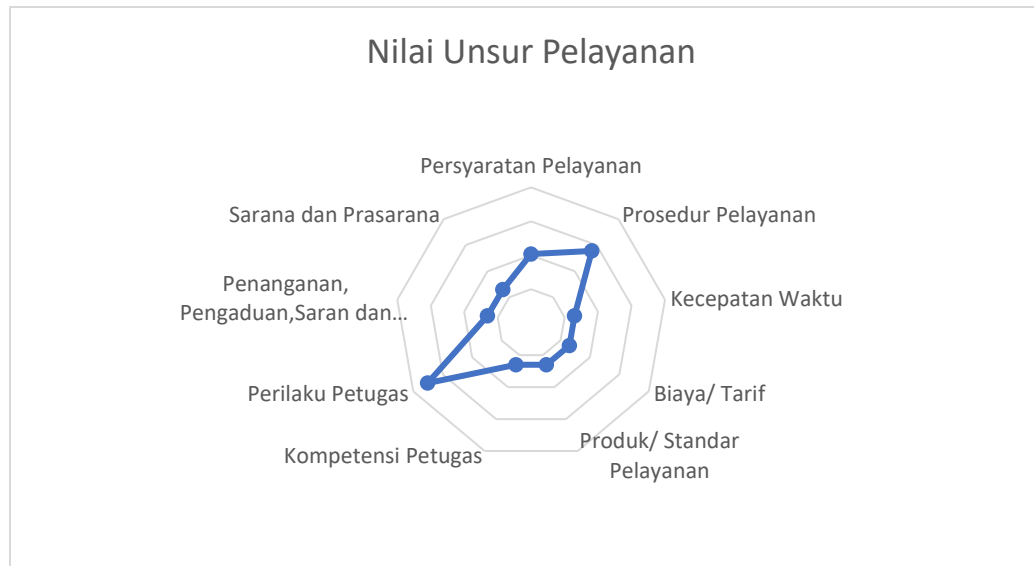 Nilai Unsur Pelayanan
Persyaratan Pelayanan
Prosedur Pelayanan
Kecepatan Waktu
Biaya/ Tarif
Produk/ Standar
Pelayanan
Kompetensi Petugas
Perilaku Petugas
Penanganan,
Pengaduan,Saran dan...
Sarana dan Prasarana